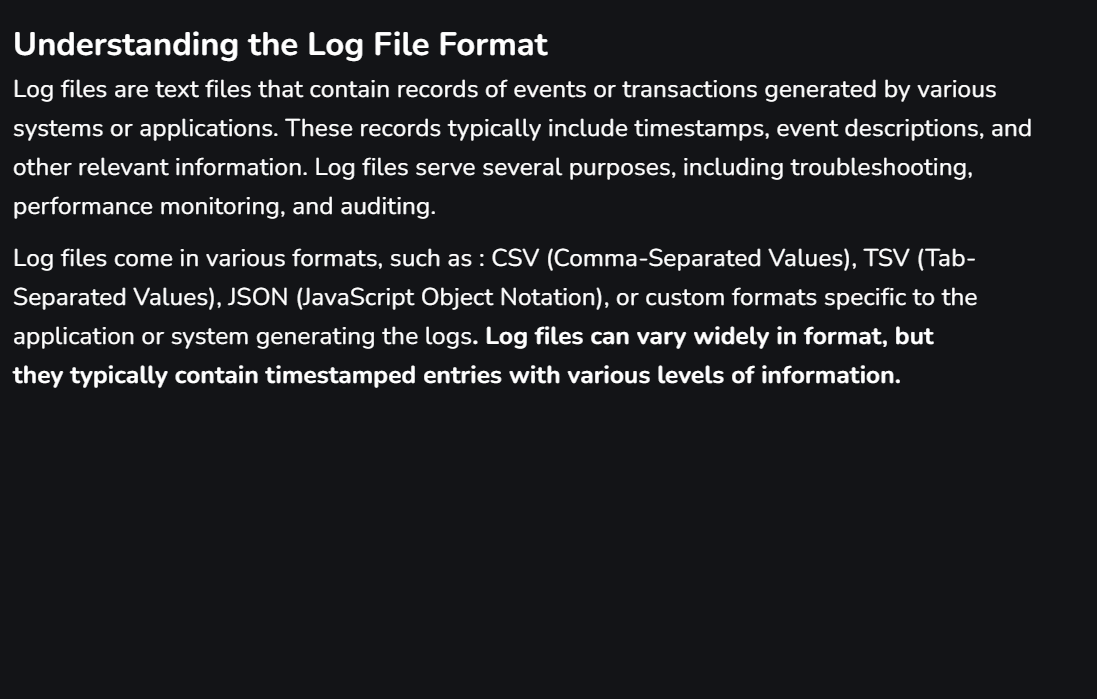 Understanding the Log File Format
Log files are text files that contain records of events or transactions generated by various
systems or applications. These records typically include timestamps, event descriptions, and
other relevant information. Log files serve several purposes, including troubleshooting,
performance monitoring, and auditing.
Log files come in various formats, such as : CSV (Comma-Separated Values), TSV (Tab-
Separated Values), JSON (JavaScript Object Notation), or custom formats specific to the
application or system generating the logs. Log files can vary widely in format, but
they typically contain timestamped entries with various levels of information.